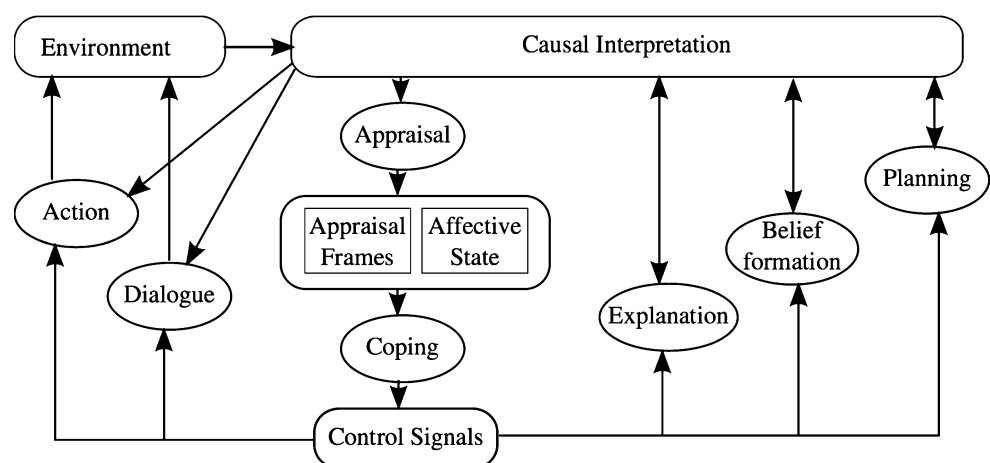 Environment
Causal Interpretation
Appraisal
Planning
Action
Appraisal
Frames
Affective
State
Belief
formation
Dialogue
Explanation
Coping
Control Signals